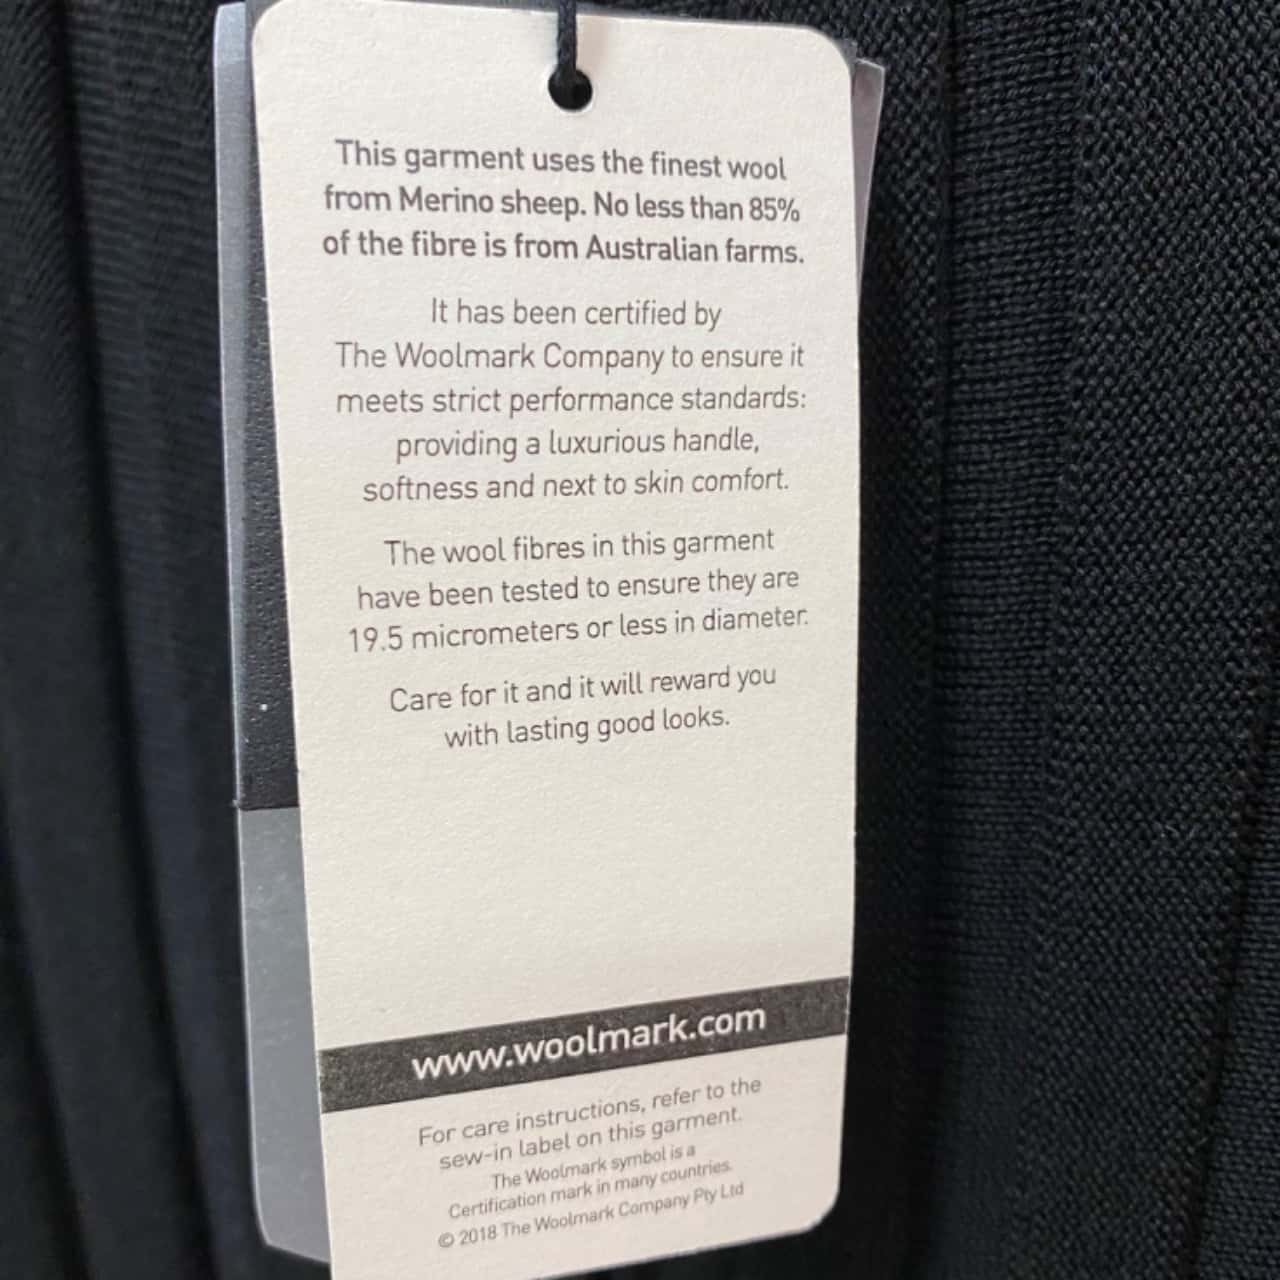 This garment uses the finest wool
from Merino sheep. No less than 85%
of the fibre is from Australian farms.
It has been certified by
The Woolmark Company to ensure it
meets strict performance standards:
providing a luxurious handle,
softness and next to skin comfort.
The wool fibres in this garment
have been tested to ensure they are
19.5 micrometers or less in diameter.
Care for it and it will reward you
with lasting good looks.
www.woolmark.com
For care instructions, refer to the
sew-in label on this garment.
The Woolmark symbol is a
Certification mark in many countries.
© 2018 The Woolmark Company Pty Ltd